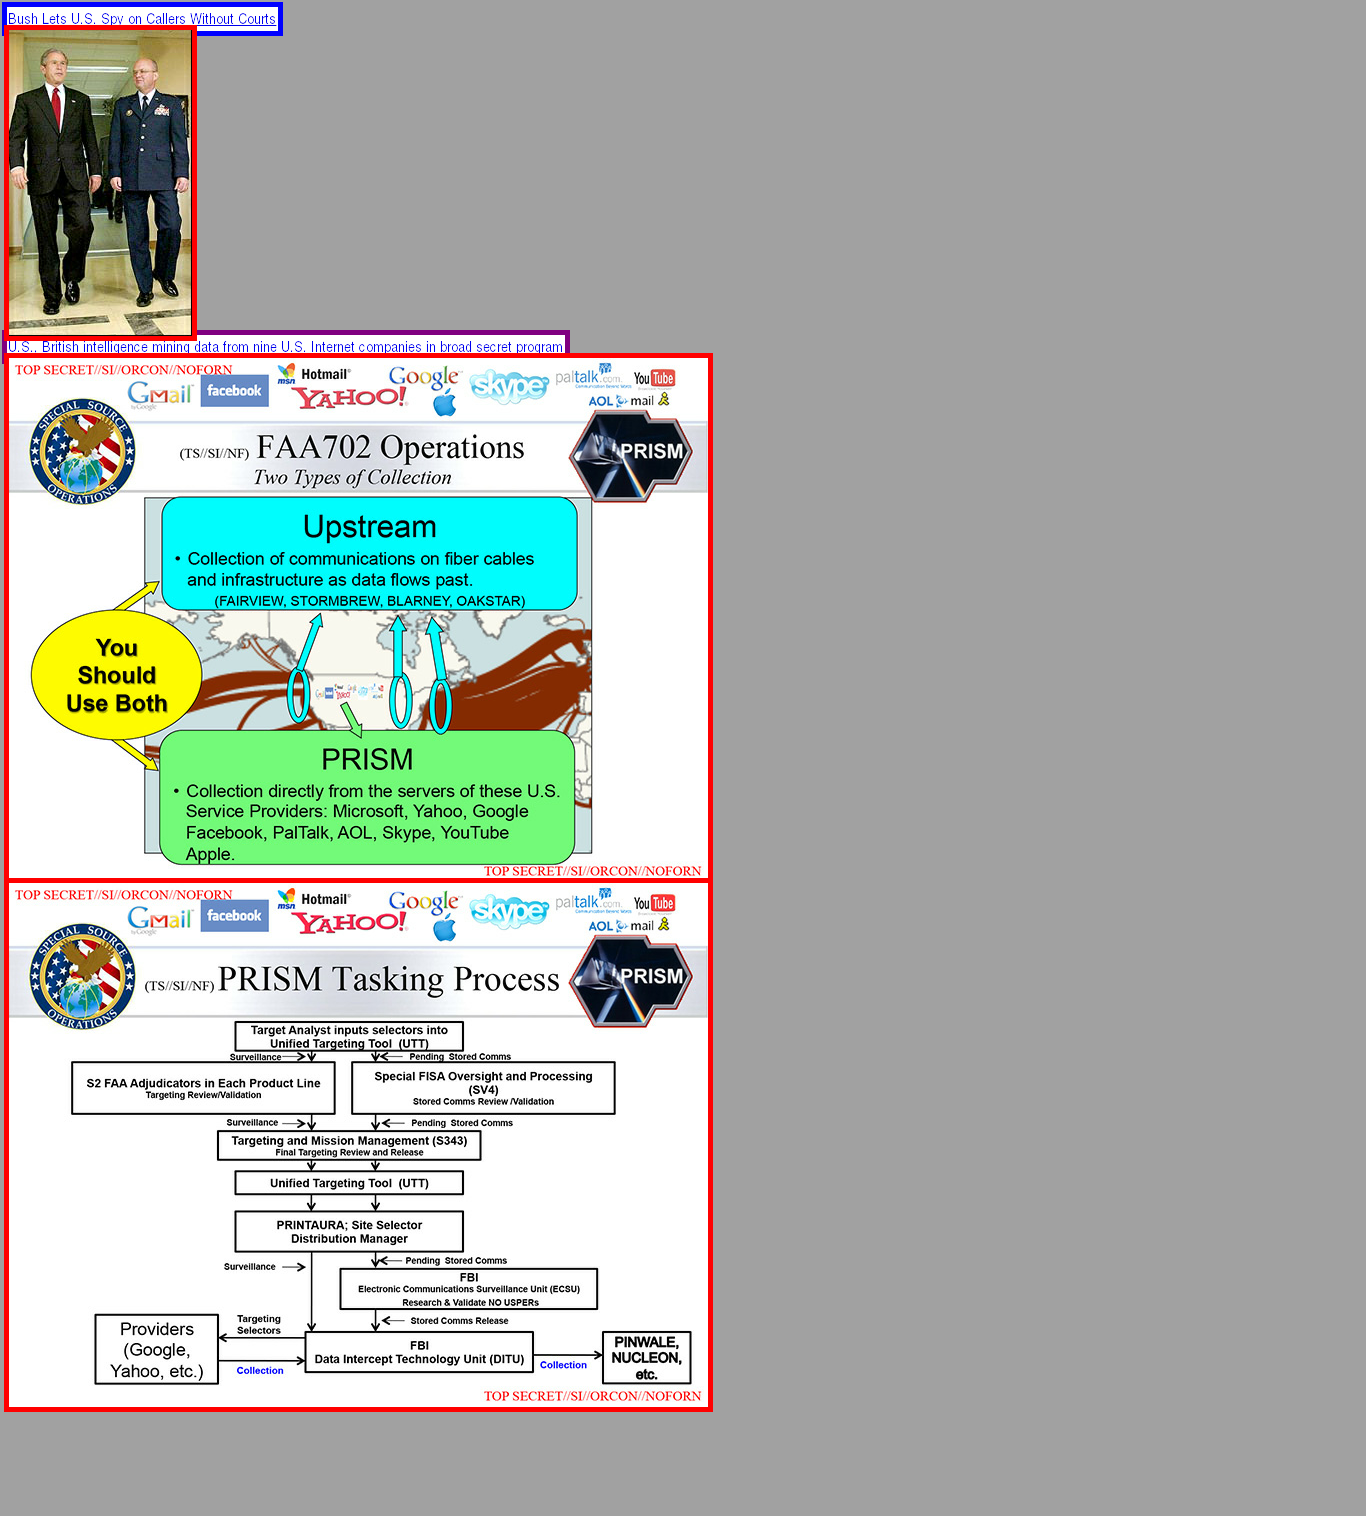 Bush Lets U.S. Spy on Callers Without Courts
U.S., British intelligence mining data from nine U.S. Internet companies in broad secret program
TOP SECRET//SI//ORCON//NOFORN
Gmail
by Google
facebook
msn
Hotmail
YAHOO!
Google
skype
paltalk.com
You Tube
AOL mail
SPECIAL SOURCE OPERATIONS
(TS//SI//NF) FAA702 Operations
Two Types of Collection
PRISM
Upstream
• Collection of communications on fiber cables
and infrastructure as data flows past.
(FAIRVIEW, STORMBREW, BLARNEY, OAKSTAR)
You
Should
Use Both
PRISM
• Collection directly from the servers of these U.S.
Service Providers: Microsoft, Yahoo, Google
Facebook, PalTalk, AOL, Skype, YouTube
Apple.
TOP SECRET//SI//ORCON//NOFORN
TOP SECRET//SI//ORCON//NOFORN
Gmail
by Google
facebook
msn
Hotmail
YAHOO!
Google
skype
paltalk.com
You Tube
AOL mail
SPECIAL SOURCE OPERATIONS
(TS//SI//NF) PRISM Tasking Process
PRISM
Target Analyst inputs selectors into
Unified Targeting Tool (UTT)
Surveillance
Pending Stored Comms
S2 FAA Adjudicators in Each Product Line
Targeting Review/Validation
Special FISA Oversight and Processing
(SV4)
Stored Comms Review /Validation
Surveillance
Pending Stored Comms
Targeting and Mission Management (S343)
Final Targeting Review and Release
Unified Targeting Tool (UTT)
PRINTAURA; Site Selector
Distribution Manager
Surveillance
Pending Stored Comms
FBI
Electronic Communications Surveillance Unit (ECSU)
Research & Validate NO USPERs
Stored Comms Release
Providers
(Google,
Yahoo, etc.)
Targeting
Selectors
Collection
FBI
Data Intercept Technology Unit (DITU)
Collection
PINWALE,
NUCLEON,
etc.
TOP SECRET//SI//ORCON//NOFORN